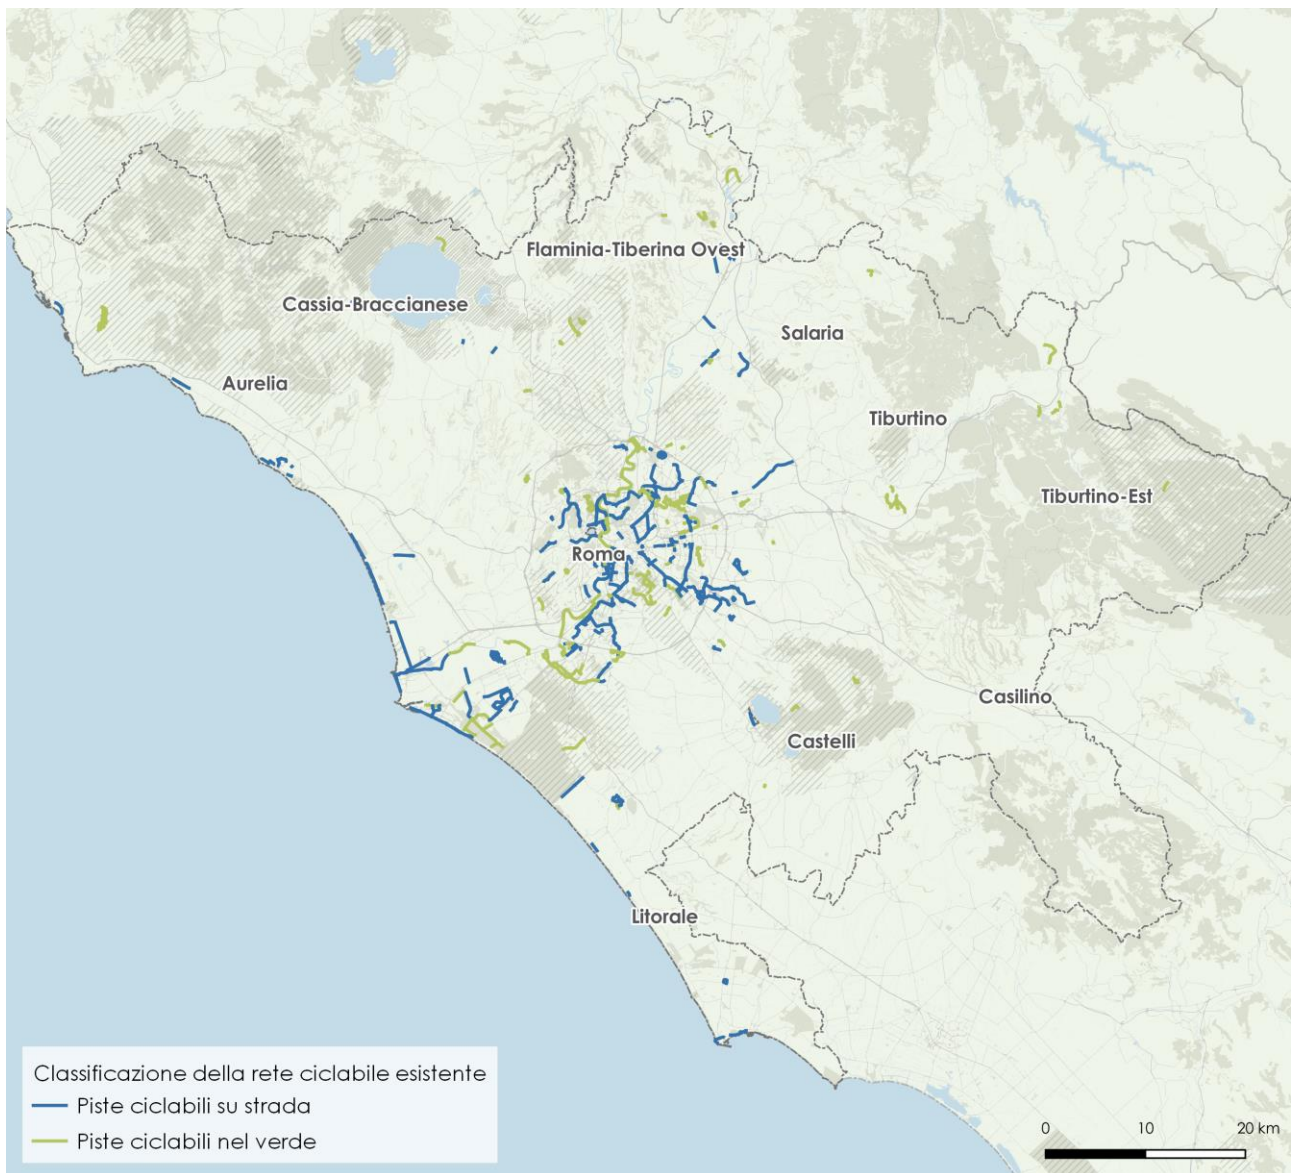 Flaminia-Tiberina Ovest
Cassia-Braccianese
Salaria
Aurelia
Tiburtino
Tiburtino-Est
Roma
Casilino
Castelli
Litorale
Classificazione della rete ciclabile esistente
Piste ciclabili su strada
Piste ciclabili nel verde
0 10 20 km